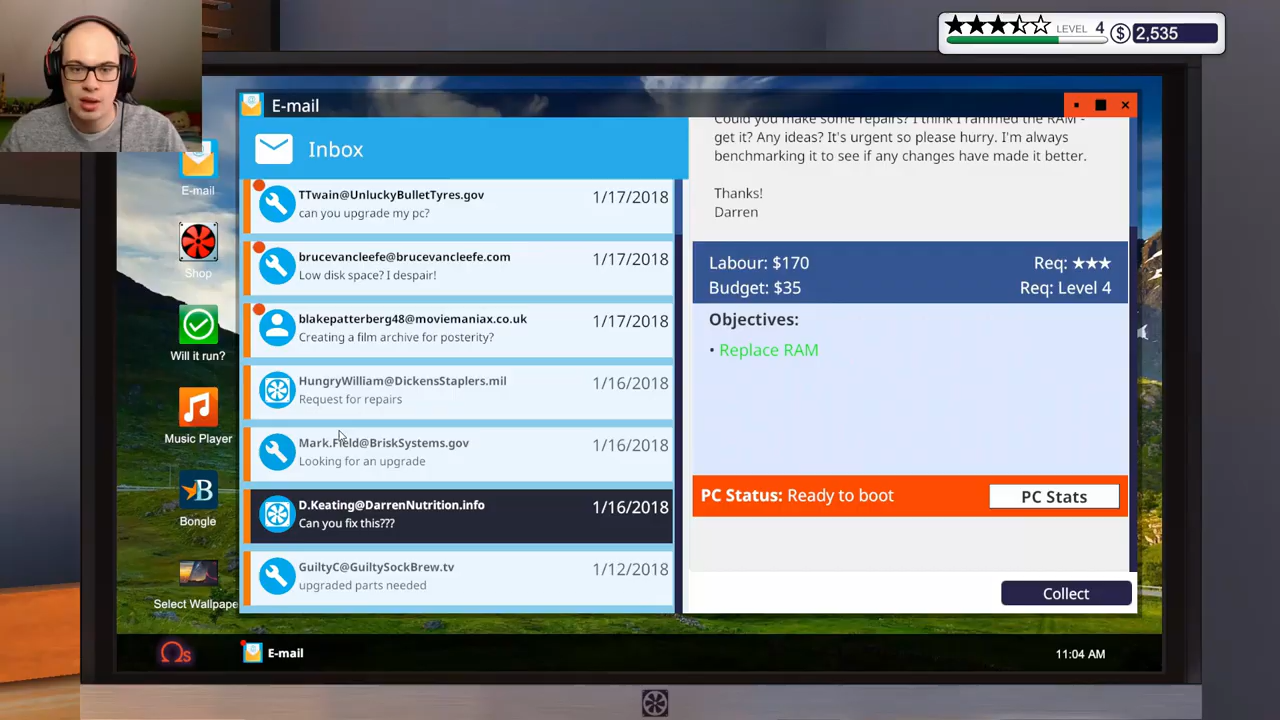 LEVEL 4 $ 2,535
E-mail
Inbox
TTwain@UnluckyBulletTyres.gov 1/17/2018
can you upgrade my pc?
brucevancleefe@brucevancleefe.com 1/17/2018
Low disk space? I despair!
blakepatterberg48@moviemaniax.co.uk 1/17/2018
Creating a film archive for posterity?
HungryWilliam@DickensStaplers.mil 1/16/2018
Request for repairs
Mark.Field@BriskSystems.gov 1/16/2018
Looking for an upgrade
D.Keating@DarrenNutrition.info 1/16/2018
Can you fix this???
GuiltyC@GuiltySockBrew.tv 1/12/2018
upgraded parts needed
Could you make some repairs? I think I rammed the RAM -
get it? Any ideas? It's urgent so please hurry. I'm always
benchmarking it to see if any changes have made it better.
Thanks!
Darren
Labour: $170 Req: ★★★
Budget: $35 Req: Level 4
Objectives:
• Replace RAM
PC Status: Ready to boot PC Stats
Collect
E-mail
Shop
Will it run?
Music Player
B
Bongle
Select Wallpape
Ωs E-mail 11:04 AM